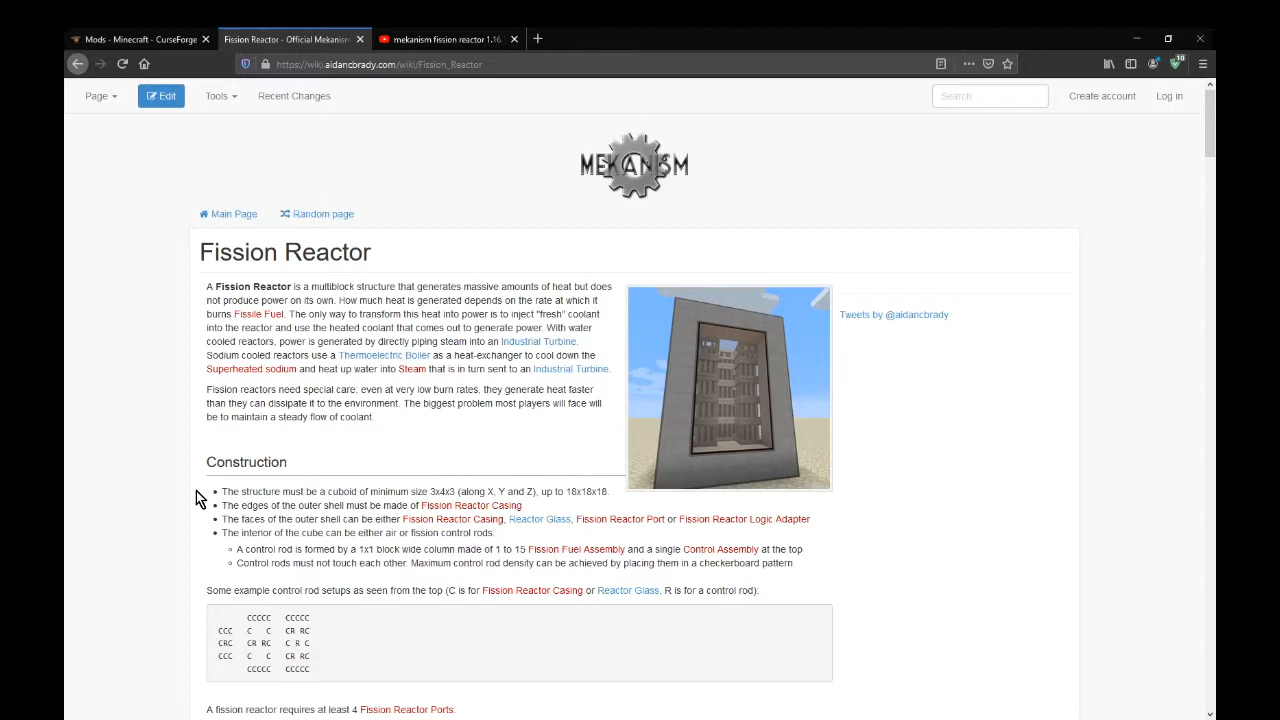 Mods - Minecraft - CurseForge
Fission Reactor - Official Mekanism
mekanism fission reactor 1.16.
https://wiki.aidancbrady.com/wiki/Fission_Reactor
10
Page
Edit
Tools
Recent Changes
Search
Create account
Log in
MEKANISM
Main Page
Random page
Fission Reactor
A Fission Reactor is a multiblock structure that generates massive amounts of heat but does
not produce power on its own. How much heat is generated depends on the rate at which it
burns Fissile Fuel. The only way to transform this heat into power is to inject "fresh" coolant
into the reactor and use the heated coolant that comes out to generate power. With water
cooled reactors, power is generated by directly piping steam into an Industrial Turbine.
Sodium cooled reactors use a Thermoelectric Boiler as a heat-exchanger to cool down the
Superheated sodium and heat up water into Steam that is in turn sent to an Industrial Turbine.
Tweets by @aidancbrady
Fission reactors need special care: even at very low burn rates, they generate heat faster
than they can dissipate it to the environment. The biggest problem most players will face will
be to maintain a steady flow of coolant.
Construction
• The structure must be a cuboid of minimum size 3x4x3 (along X, Y and Z), up to 18x18x18.
• The edges of the outer shell must be made of Fission Reactor Casing
• The faces of the outer shell can be either Fission Reactor Casing, Reactor Glass, Fission Reactor Port or Fission Reactor Logic Adapter
• The interior of the cube can be either air or fission control rods:
○ A control rod is formed by a 1x1 block wide column made of 1 to 15 Fission Fuel Assembly and a single Control Assembly at the top
○ Control rods must not touch each other. Maximum control rod density can be achieved by placing them in a checkerboard pattern.
Some example control rod setups as seen from the top (C is for Fission Reactor Casing or Reactor Glass, R is for a control rod):
CCCCC CCCCC
CCC C C CR RC
CRC CR RC C R C
CCC C C CR RC
CCCCC CCCCC
A fission reactor requires at least 4 Fission Reactor Ports: